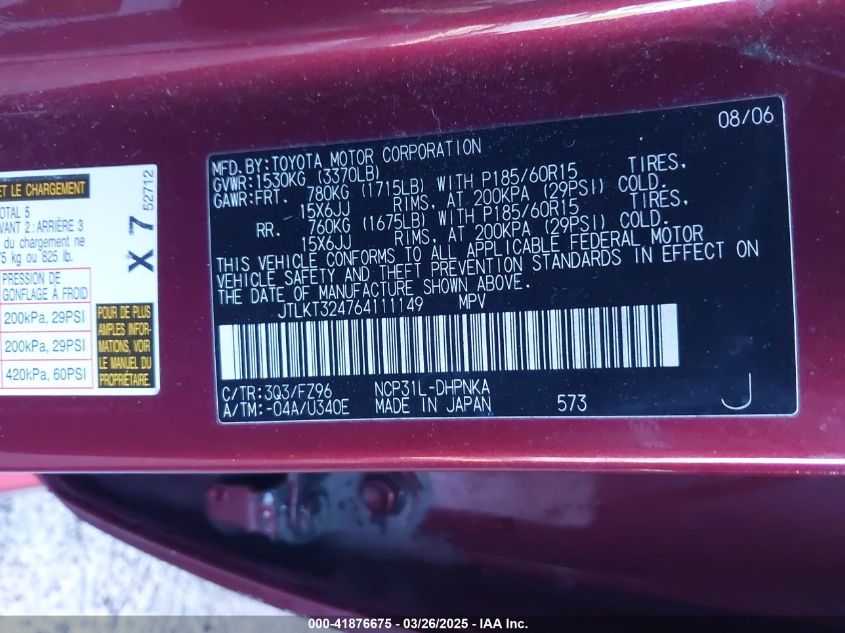 ET LE CHARGEMENT
TOTAL 5
VANT 2 : ARRIÈRE 3
du chargement ne
75 kg ou 825 lb.
PRESSION DE
GONFLAGE À FROID
200kPa, 29PSI
200kPa, 29PSI
420kPa, 60PSI
POUR DE PLUS
AMPLES INFOR-
MATIONS, VOIR
LE MANUEL DU
PROPRIÉTAIRE.
X 7
52712
08/06
MFD.BY:TOYOTA MOTOR CORPORATION
GVWR:1530KG (3370LB)
GAWR:FRT. 780KG (1715LB) WITH P185/60R15 TIRES.
15X6JJ RIMS. AT 200KPA (29PSI) COLD.
RR. 760KG (1675LB) WITH P185/60R15 TIRES.
15X6JJ RIMS. AT 200KPA (29PSI) COLD.
THIS VEHICLE CONFORMS TO ALL APPLICABLE FEDERAL MOTOR
VEHICLE SAFETY AND THEFT PREVENTION STANDARDS IN EFFECT ON
THE DATE OF MANUFACTURE SHOWN ABOVE.
JTLKT324764111149 MPV
C/TR:3Q3/FZ96 NCP31L-DHPNKA
A/TM:-04A/U340E MADE IN JAPAN 573 J
000-41876675 - 03/26/2025 - IAA Inc.